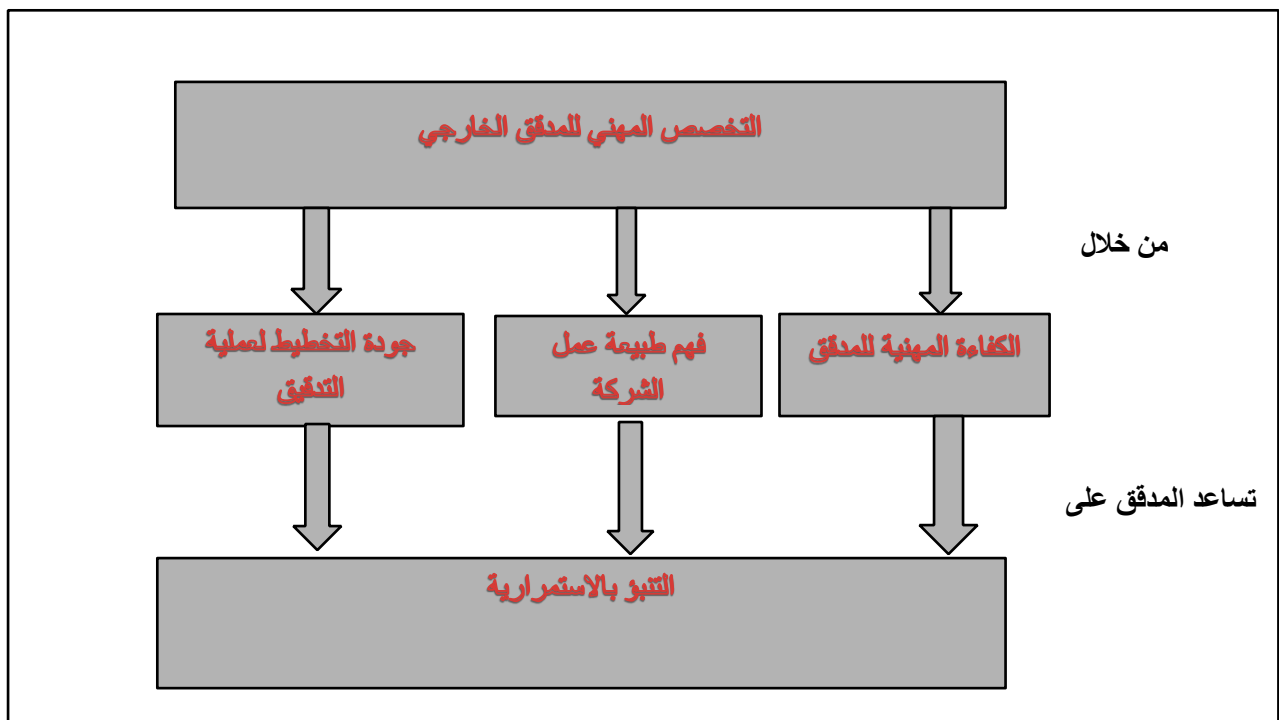 التخصص المهني للمدقق الخارجي
من خلال
الكفاءة المهنية للمدقق
فهم طبيعة عمل
الشركة
جودة التخطيط لعملية
التدقيق
تساعد المدقق على
التنبؤ بالاستمرارية